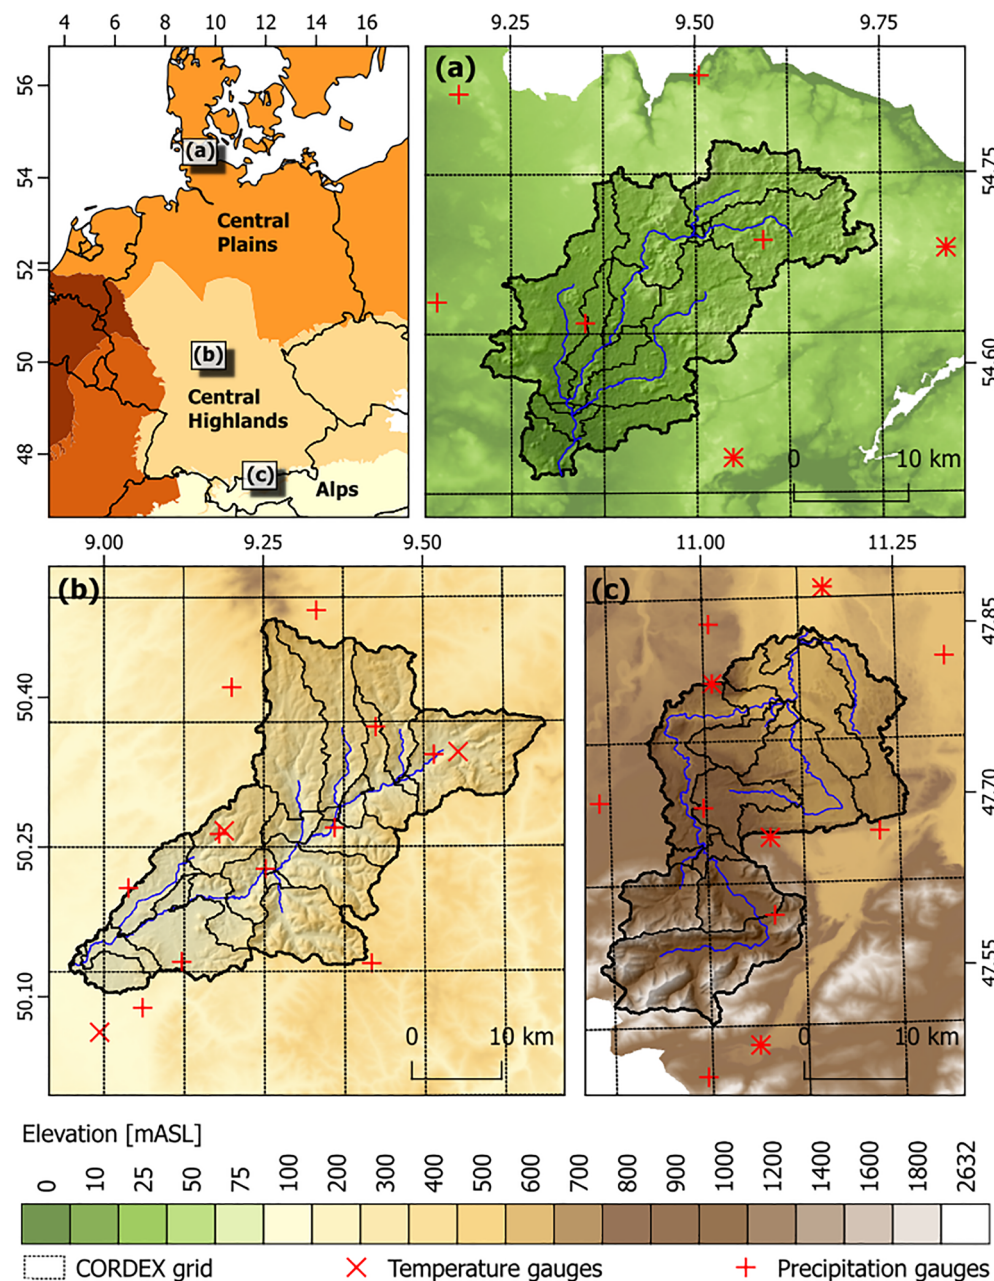 4 6 8 10 12 14 16
56
54
52
50
48
(a)
Central
Plains
(b)
Central
Highlands
(c)
Alps
9.25 9.50 9.75
(a)
54.75
54.60
0 10 km
9.00 9.25 9.50
(b)
50.40
50.25
50.10
0 10 km
11.00 11.25
(c)
47.85
47.70
47.55
0 10 km
Elevation [mASL]
0 10 25 50 75 100 200 300 400 500 600 700 800 900 1000 1200 1400 1600 1800 2632
CORDEX grid Temperature gauges Precipitation gauges